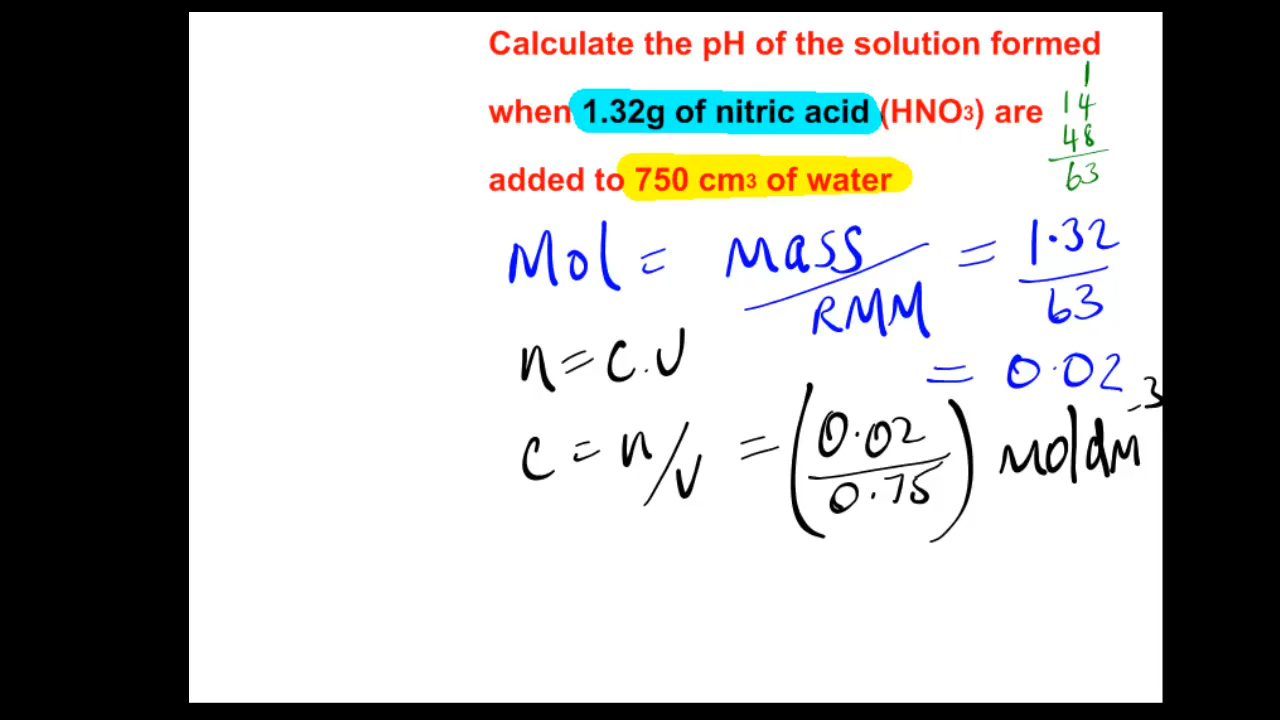 Calculate the pH of the solution formed
when 1.32g of nitric acid (HNO3) are
added to 750 cm3 of water
1
14
48
63
Mol = Mass/RMM = 1.32/63
= 0.02
n = C.V
C = n/V = (0.02/0.75) moldm-3